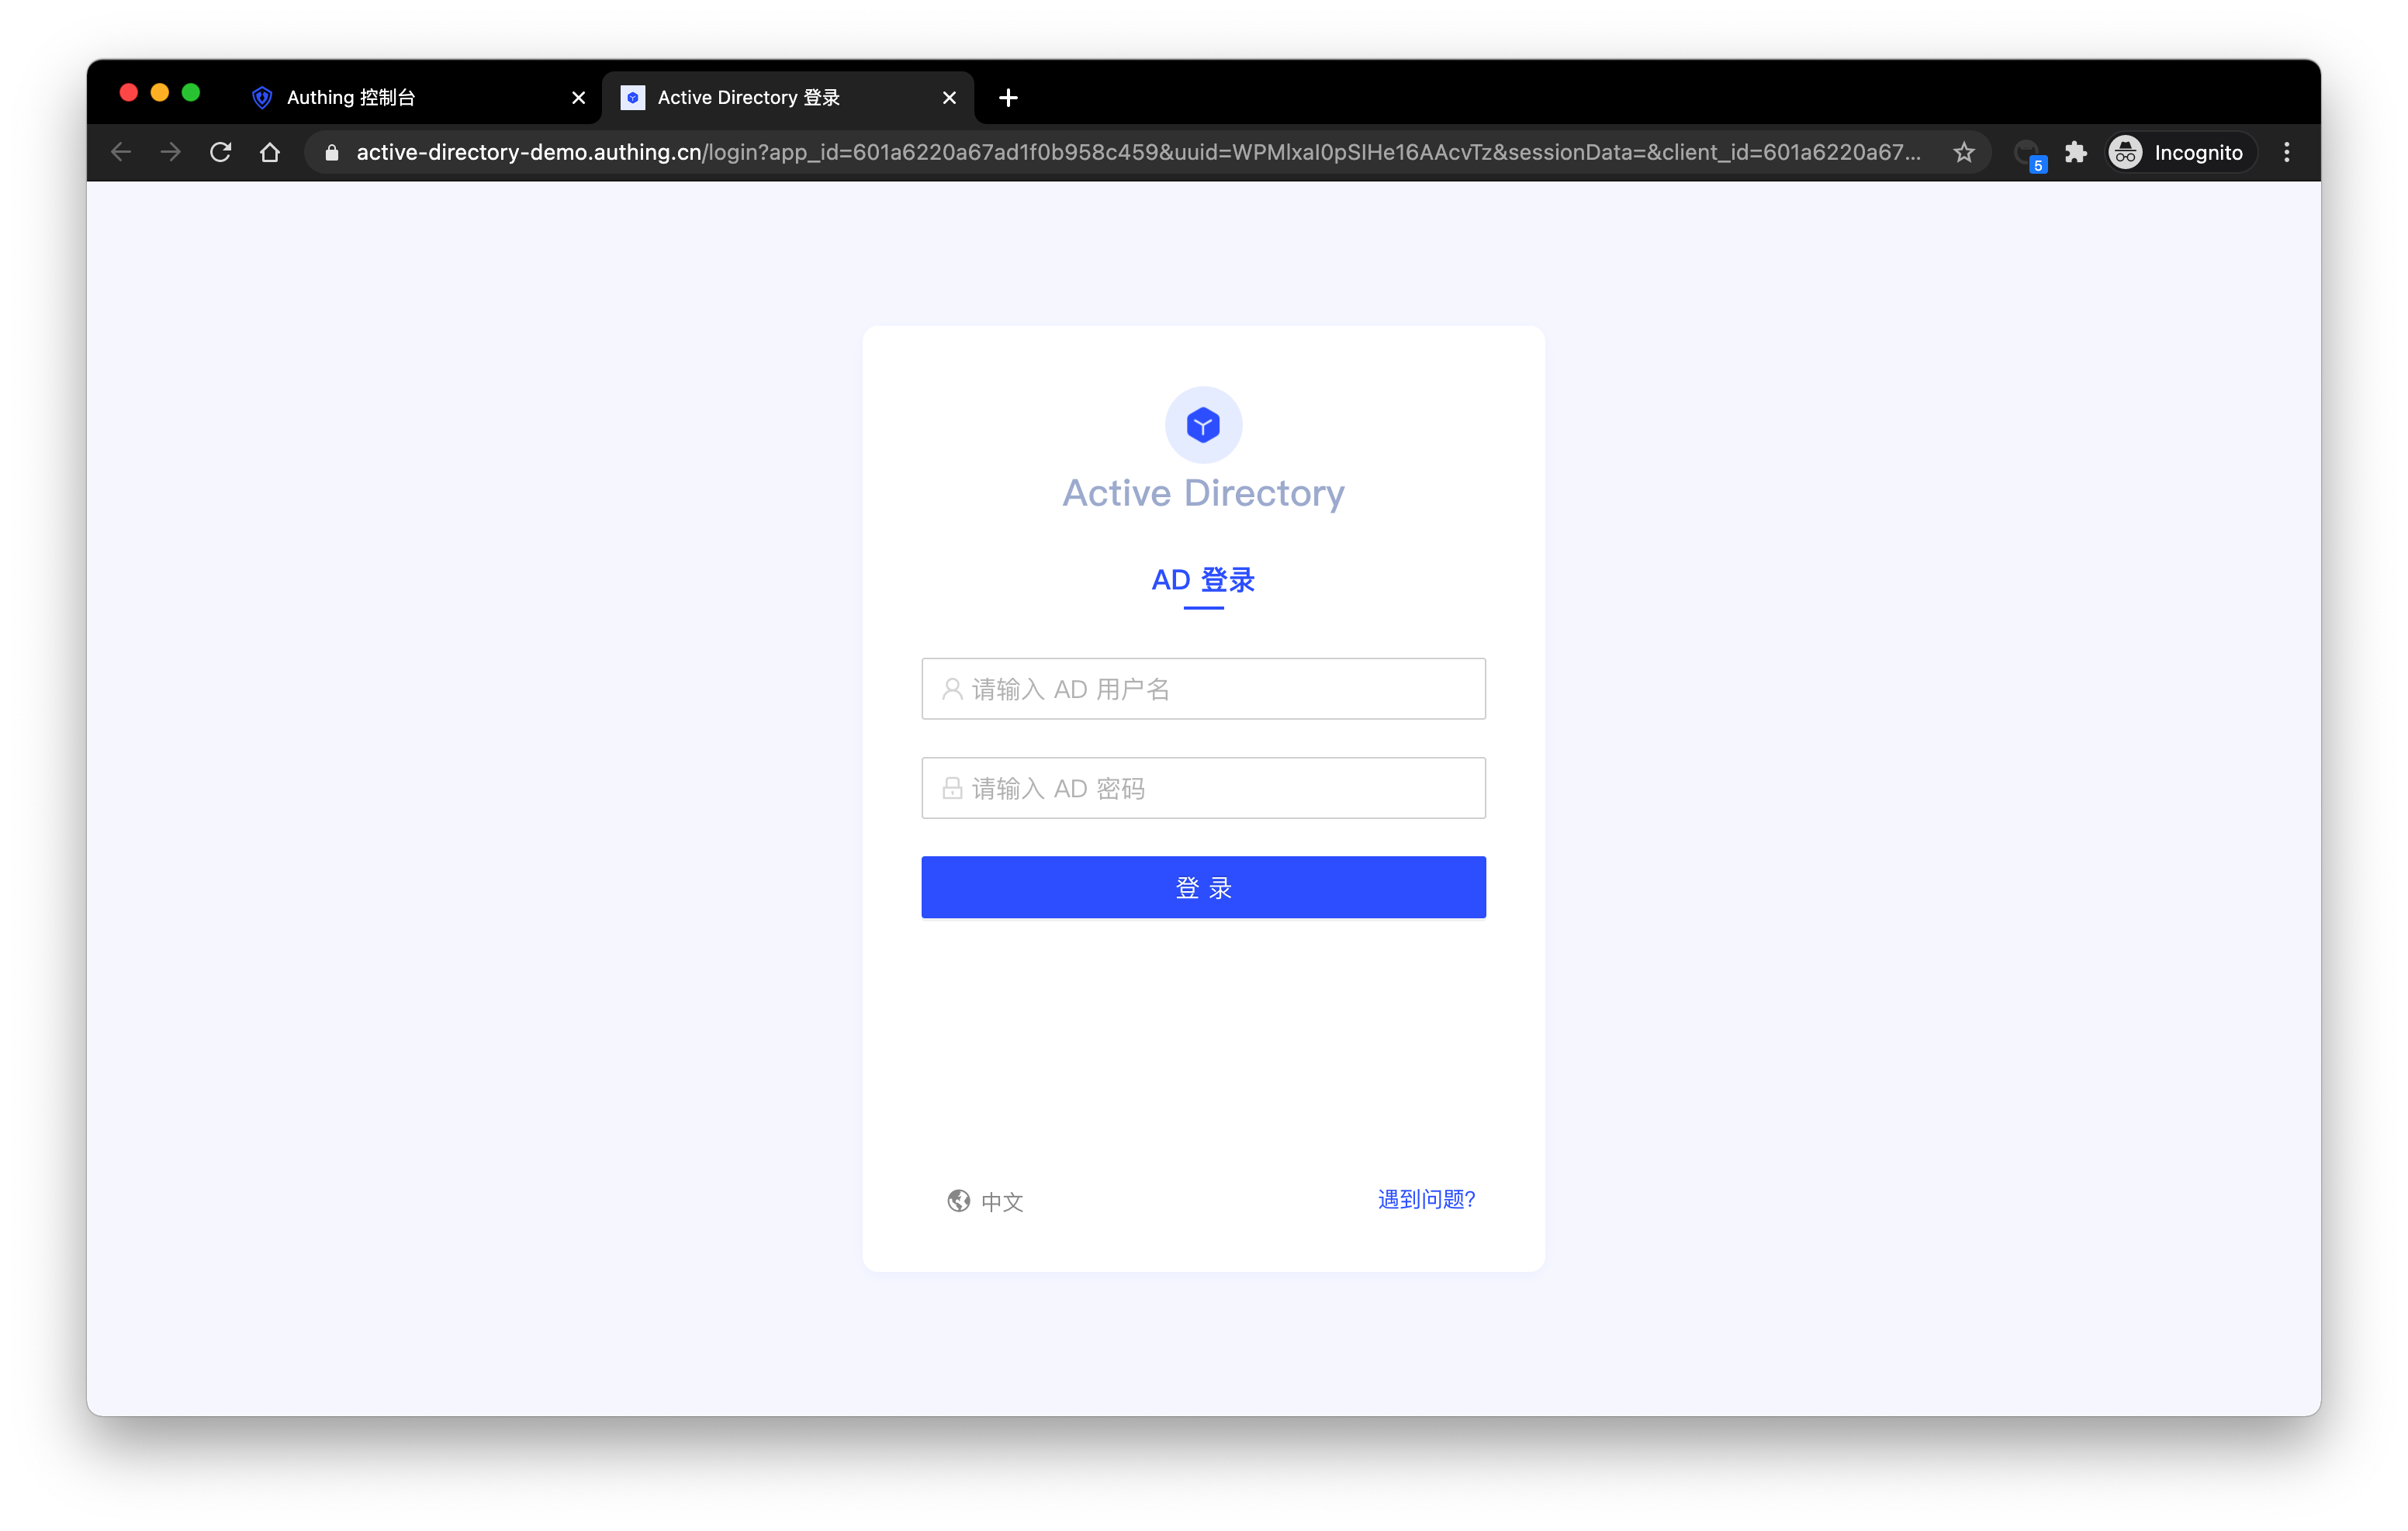 Authing 控制台
Active Directory 登录
active-directory-demo.authing.cn/login?app_id=601a6220a67ad1f0b958c459&uuid=WPMlxaI0pSIHe16AAcvTz&sessionData=&client_id=601a6220a67...
5
Incognito
Active Directory
AD 登录
请输入 AD 用户名
请输入 AD 密码
登 录
中文
遇到问题?